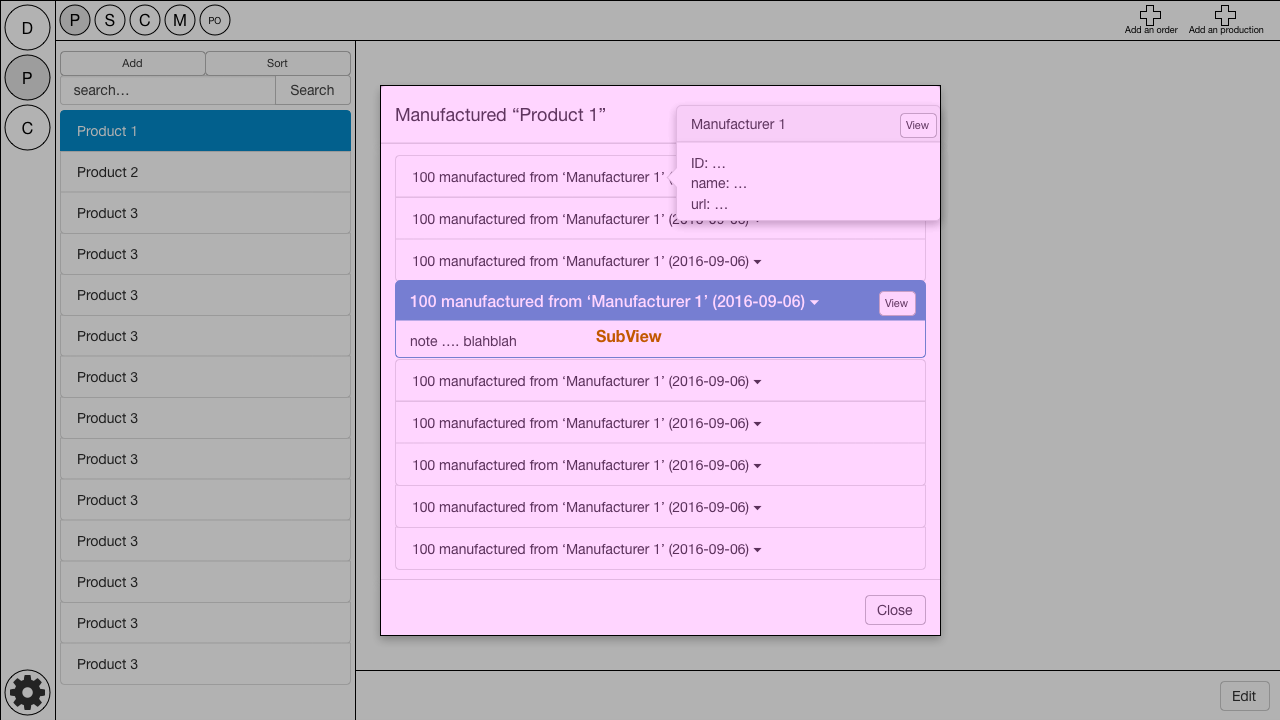 D
P
C
P
S
C
M
PO
Add an order
Add an production
Add
Sort
search…
Search
Product 1
Product 2
Product 3
Product 3
Product 3
Product 3
Product 3
Product 3
Product 3
Product 3
Product 3
Product 3
Product 3
Product 3
Manufactured “Product 1”
Manufacturer 1
View
ID: …
name: …
url: …
100 manufactured from ‘Manufacturer 1’ (
100 manufactured from ‘Manufacturer 1’ (2016-09-06)
100 manufactured from ‘Manufacturer 1’ (2016-09-06)
100 manufactured from ‘Manufacturer 1’ (2016-09-06)
View
SubView
note …. blahblah
100 manufactured from ‘Manufacturer 1’ (2016-09-06)
100 manufactured from ‘Manufacturer 1’ (2016-09-06)
100 manufactured from ‘Manufacturer 1’ (2016-09-06)
100 manufactured from ‘Manufacturer 1’ (2016-09-06)
100 manufactured from ‘Manufacturer 1’ (2016-09-06)
Close
Edit